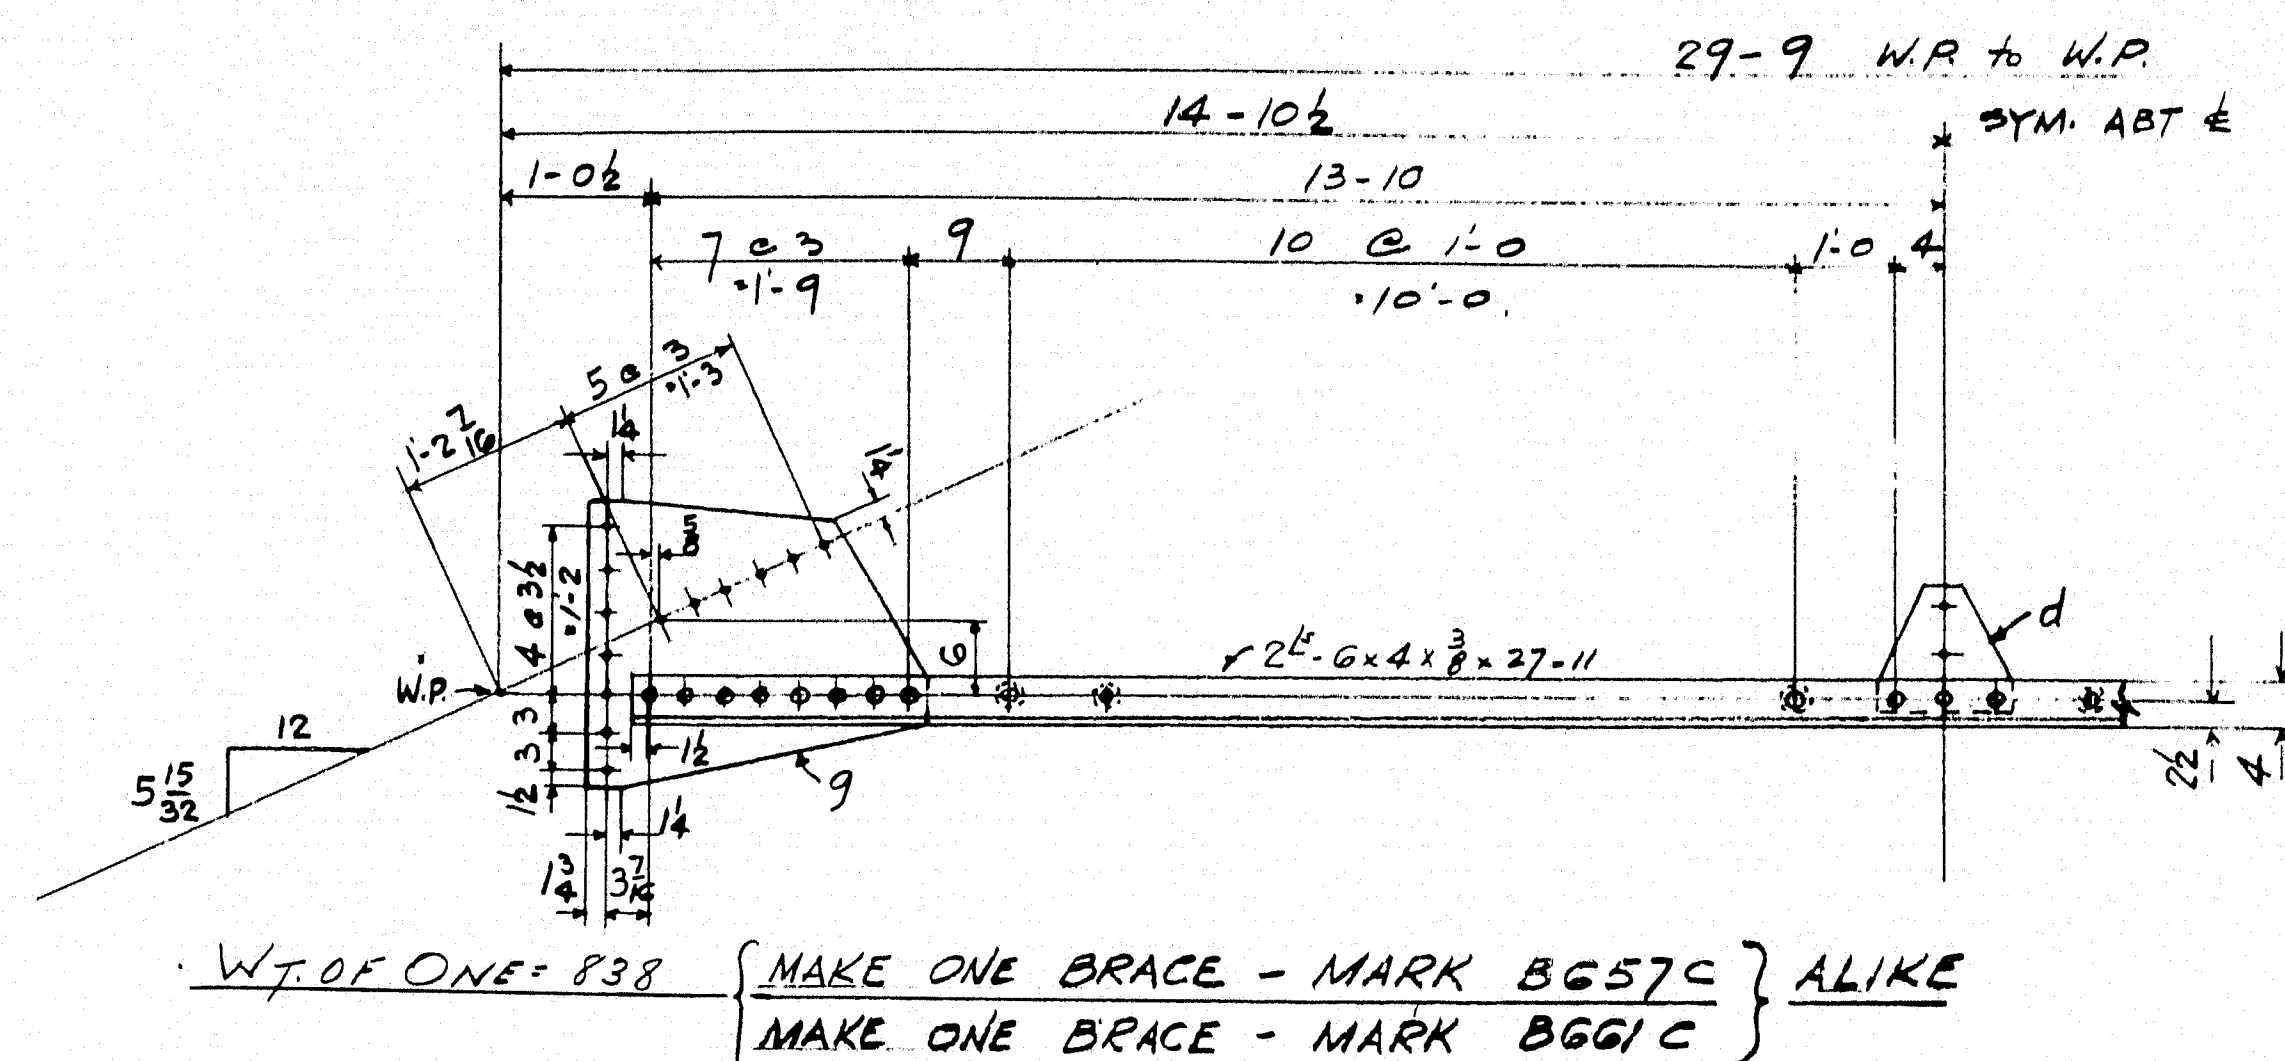 29-9 W.P. to W.P.
14-10½
SYM. ABT ℄
1-0½
13-10
7 @ 3
=1'-9
9
10 @ 1'-0
=10'-0
1'-0
4
5 @ 3
=1'-3
1'-2 7/16
1¼
5/8
4 @ 3½
=1'-2
6
2 Ls - 6 x 4 x 3/8 x 27-11
d
W.P.
12
5 15/32
3
3
1½
1½
9
1¼
1¾
3 7/16
2½
4
WT. OF ONE = 838
MAKE ONE BRACE - MARK BG57C
MAKE ONE BRACE - MARK BG61C
ALIKE